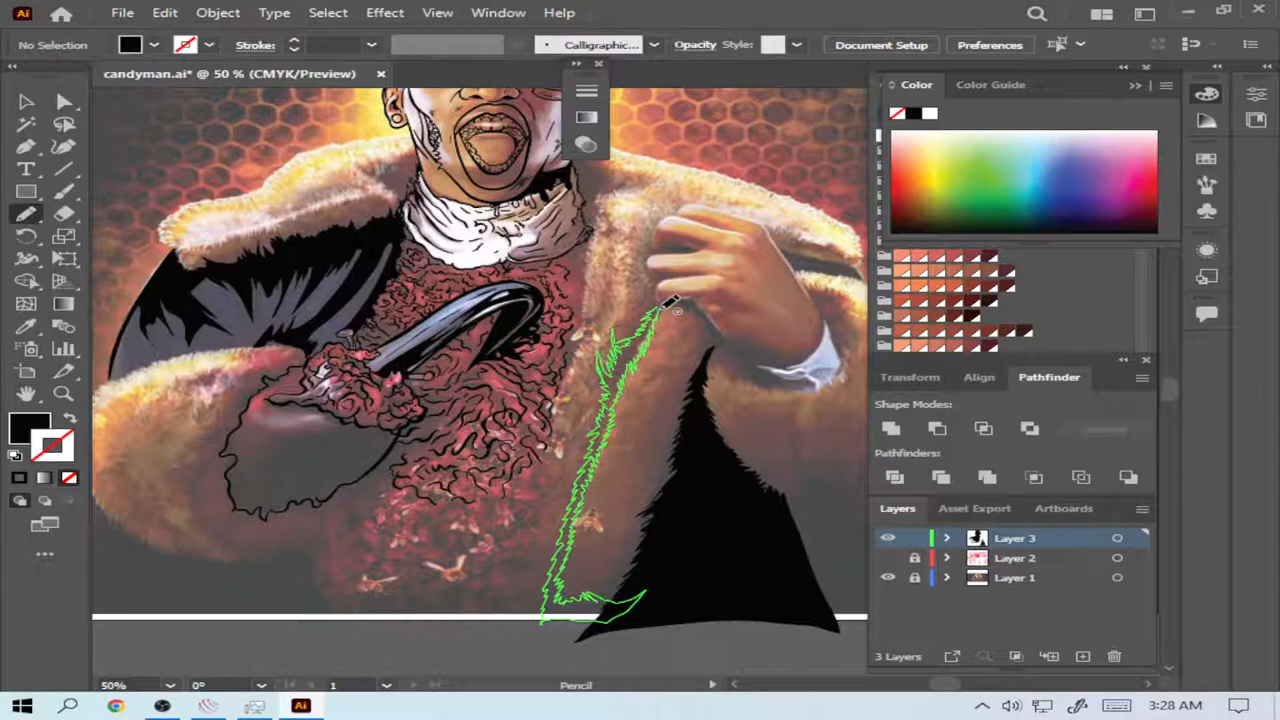 Ai File Edit Object Type Select Effect View Window Help
No Selection Stroke: Calligraphic... Opacity Style: Document Setup Preferences
candyman.ai* @ 50 % (CMYK/Preview)
Color Color Guide
Transform Align Pathfinder
Shape Modes:
Pathfinders:
Layers Asset Export Artboards
Layer 3
Layer 2
Layer 1
3 Layers
50% 0° 1 Pencil
Ai 3:28 AM